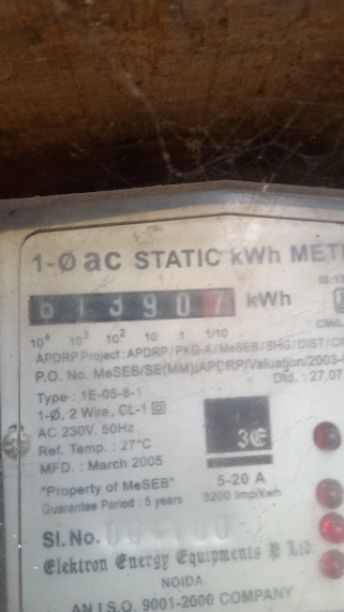 1-Ø ac STATIC kWh METE
613907 kWh
10⁴ 10³ 10² 10 1 1/10
APDRP Project : APDRP / PKG-A / MeSEB / SHG / DIST /
P.O. No. MeSEB/SE(MM)/APDRP/Valuation/2003-
Dtd. : 27.07
Type : 1E-05-8-1
1-Ø, 2 Wire, CL-1
AC 230V. 50Hz
Ref. Temp. : 27°C
MFD. : March 2005
5-20 A
3200 Imp/kwh
"Property of MeSEB"
Guarantee Period : 5 years
Sl.No.
Elektron Energy Equipments P Ltd.
NOIDA
AN I.S.O. 9001-2000 COMPANY